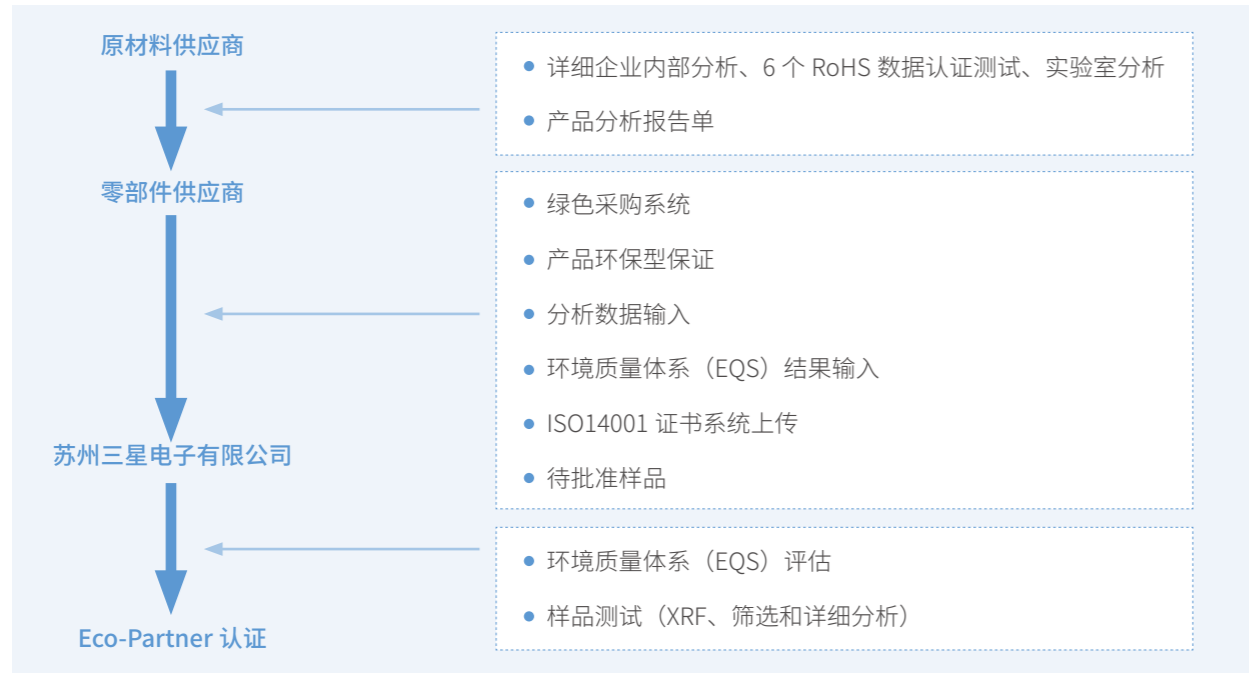 原材料供应商
详细企业内部分析、6 个 RoHS 数据认证测试、实验室分析
产品分析报告单
零部件供应商
绿色采购系统
产品环保型保证
分析数据输入
环境质量体系（EQS）结果输入
ISO14001 证书系统上传
待批准样品
苏州三星电子有限公司
环境质量体系（EQS）评估
样品测试（XRF、筛选和详细分析）
Eco-Partner 认证